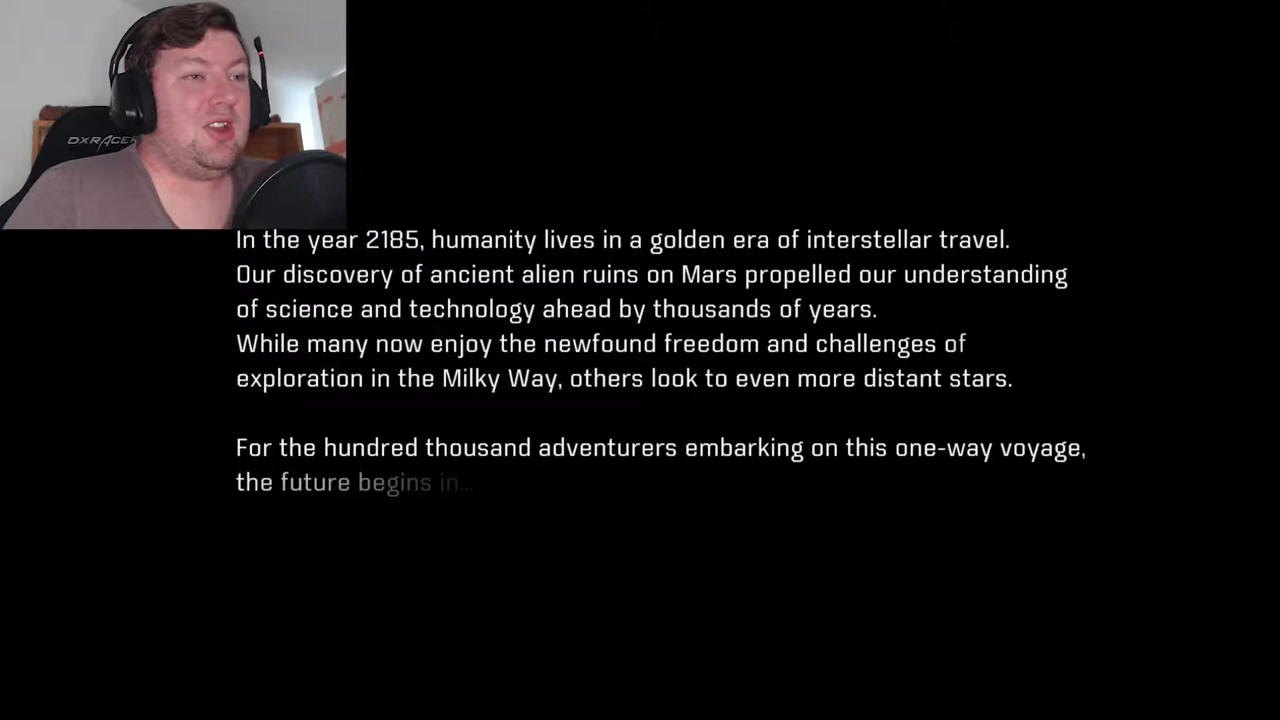 DXRACER
In the year 2185, humanity lives in a golden era of interstellar travel.
Our discovery of ancient alien ruins on Mars propelled our understanding
of science and technology ahead by thousands of years.
While many now enjoy the newfound freedom and challenges of
exploration in the Milky Way, others look to even more distant stars.
For the hundred thousand adventurers embarking on this one-way voyage,
the future begins in...